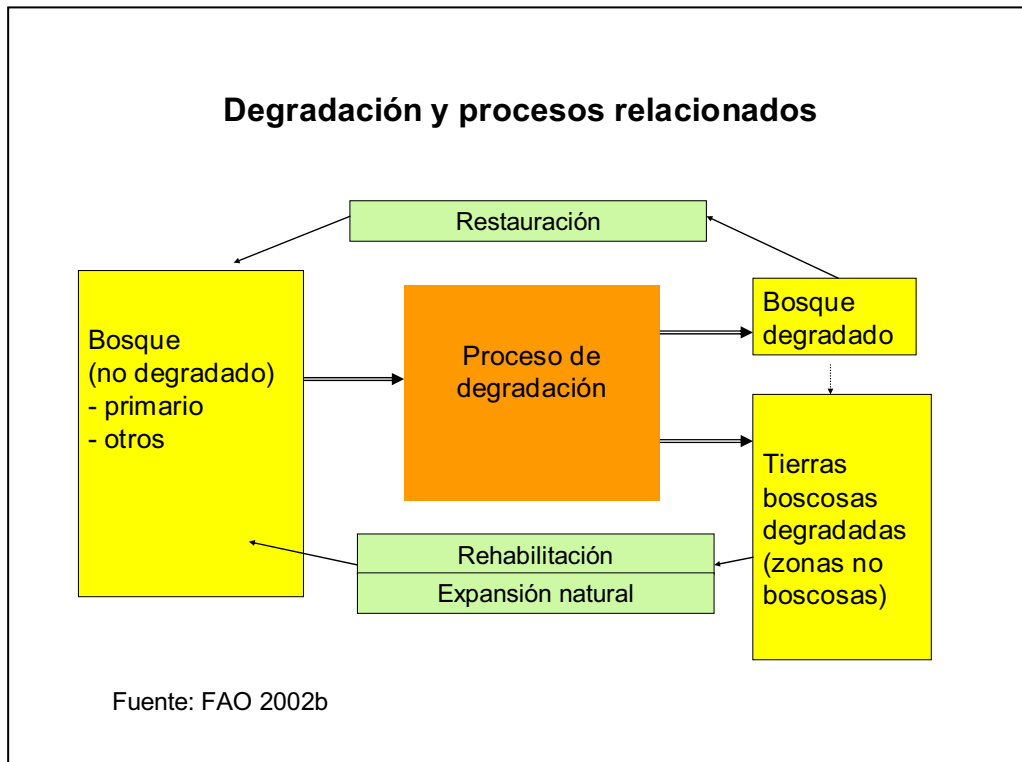 Degradación y procesos relacionados
Restauración
Bosque
(no degradado)
- primario
- otros
Proceso de
degradación
Bosque
degradado
Tierras
boscosas
degradadas
(zonas no
boscosas)
Rehabilitación
Expansión natural
Fuente: FAO 2002b